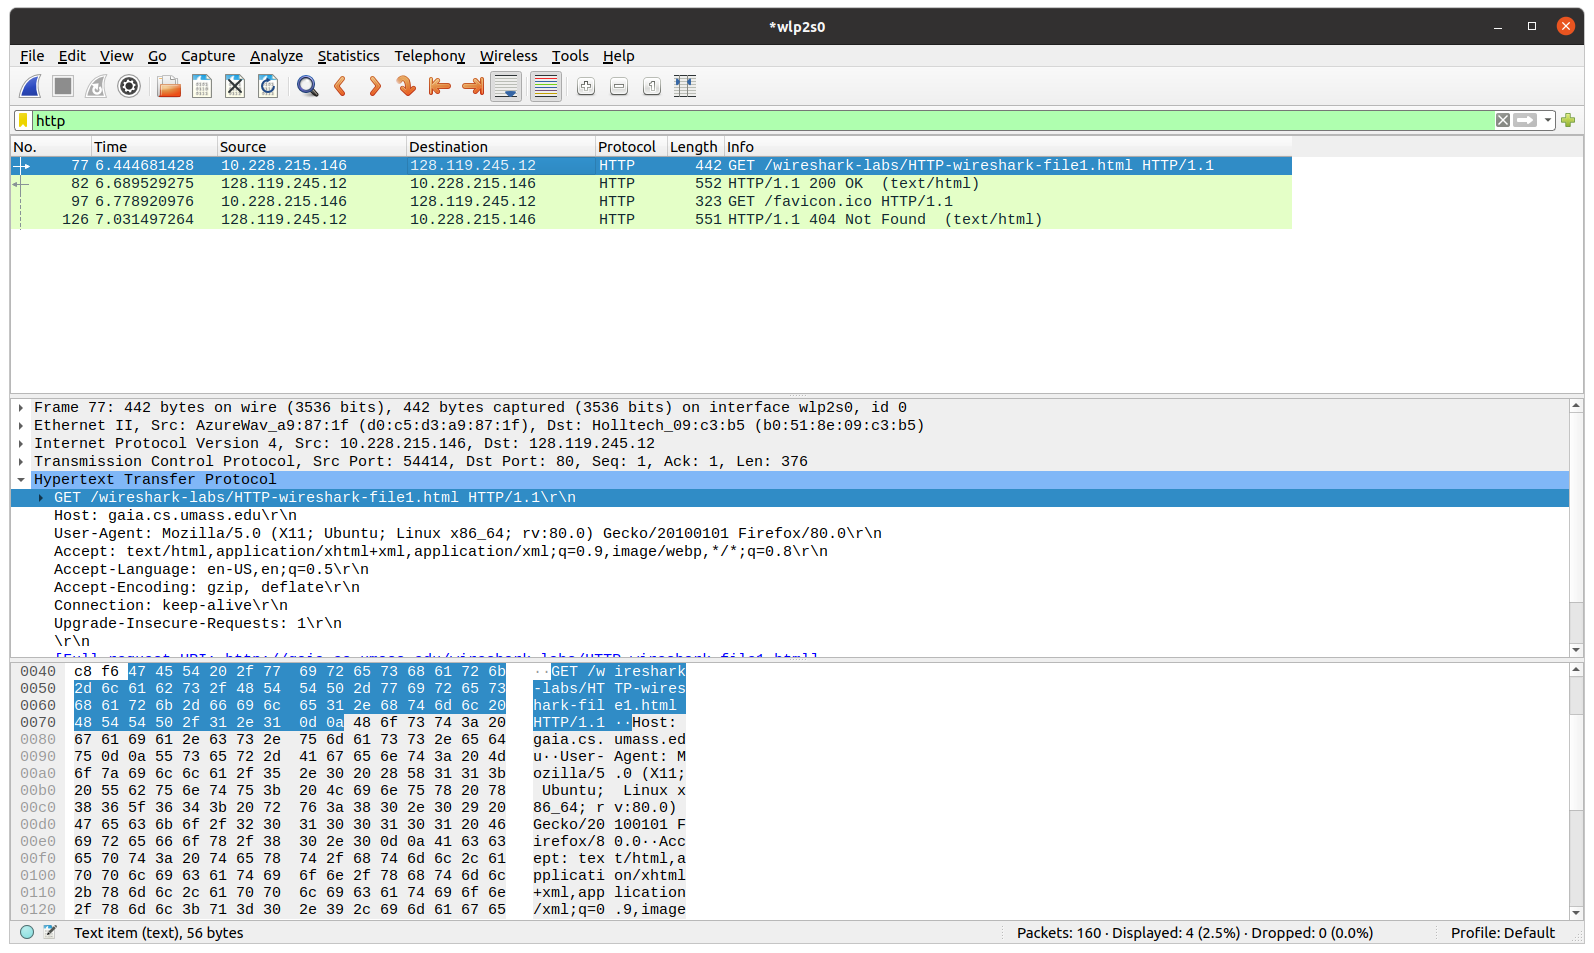 *wlp2s0
File Edit View Go Capture Analyze Statistics Telephony Wireless Tools Help
http
No. Time Source Destination Protocol Length Info
77 6.444681428 10.228.215.146 128.119.245.12 HTTP 442 GET /wireshark-labs/HTTP-wireshark-file1.html HTTP/1.1
82 6.689529275 128.119.245.12 10.228.215.146 HTTP 552 HTTP/1.1 200 OK (text/html)
97 6.778920976 10.228.215.146 128.119.245.12 HTTP 323 GET /favicon.ico HTTP/1.1
126 7.031497264 128.119.245.12 10.228.215.146 HTTP 551 HTTP/1.1 404 Not Found (text/html)
Frame 77: 442 bytes on wire (3536 bits), 442 bytes captured (3536 bits) on interface wlp2s0, id 0
Ethernet II, Src: AzureWav_a9:87:1f (d0:c5:d3:a9:87:1f), Dst: Holltech_09:c3:b5 (b0:51:8e:09:c3:b5)
Internet Protocol Version 4, Src: 10.228.215.146, Dst: 128.119.245.12
Transmission Control Protocol, Src Port: 54414, Dst Port: 80, Seq: 1, Ack: 1, Len: 376
Hypertext Transfer Protocol
GET /wireshark-labs/HTTP-wireshark-file1.html HTTP/1.1\r\n
Host: gaia.cs.umass.edu\r\n
User-Agent: Mozilla/5.0 (X11; Ubuntu; Linux x86_64; rv:80.0) Gecko/20100101 Firefox/80.0\r\n
Accept: text/html,application/xhtml+xml,application/xml;q=0.9,image/webp,*/*;q=0.8\r\n
Accept-Language: en-US,en;q=0.5\r\n
Accept-Encoding: gzip, deflate\r\n
Connection: keep-alive\r\n
Upgrade-Insecure-Requests: 1\r\n
\r\n
[Full request URI: http://gaia.cs.umass.edu/wireshark-labs/HTTP-wireshark-file1.html]
0040 c8 f6 47 45 54 20 2f 77 69 72 65 73 68 61 72 6b ··GET /w ireshark
0050 2d 6c 61 62 73 2f 48 54 54 50 2d 77 69 72 65 73 -labs/HT TP-wires
0060 68 61 72 6b 2d 66 69 6c 65 31 2e 68 74 6d 6c 20 hark-fil e1.html
0070 48 54 54 50 2f 31 2e 31 0d 0a 48 6f 73 74 3a 20 HTTP/1.1 ··Host:
0080 67 61 69 61 2e 63 73 2e 75 6d 61 73 73 2e 65 64 gaia.cs. umass.ed
0090 75 0d 0a 55 73 65 72 2d 41 67 65 6e 74 3a 20 4d u··User- Agent: M
00a0 6f 7a 69 6c 6c 61 2f 35 2e 30 20 28 58 31 31 3b ozilla/5 .0 (X11;
00b0 20 55 62 75 6e 74 75 3b 20 4c 69 6e 75 78 20 78 Ubuntu; Linux x
00c0 38 36 5f 36 34 3b 20 72 76 3a 38 30 2e 30 29 20 86_64; r v:80.0)
00d0 47 65 63 6b 6f 2f 32 30 31 30 30 31 30 31 20 46 Gecko/20 100101 F
00e0 69 72 65 66 6f 78 2f 38 30 2e 30 0d 0a 41 63 63 irefox/8 0.0··Acc
00f0 65 70 74 3a 20 74 65 78 74 2f 68 74 6d 6c 2c 61 ept: tex t/html,a
0100 70 70 6c 69 63 61 74 69 6f 6e 2f 78 68 74 6d 6c pplicati on/xhtml
0110 2b 78 6d 6c 2c 61 70 70 6c 69 63 61 74 69 6f 6e +xml,app lication
0120 2f 78 6d 6c 3b 71 3d 30 2e 39 2c 69 6d 61 67 65 /xml;q=0 .9,image
Text item (text), 56 bytes Packets: 160 · Displayed: 4 (2.5%) · Dropped: 0 (0.0%) Profile: Default